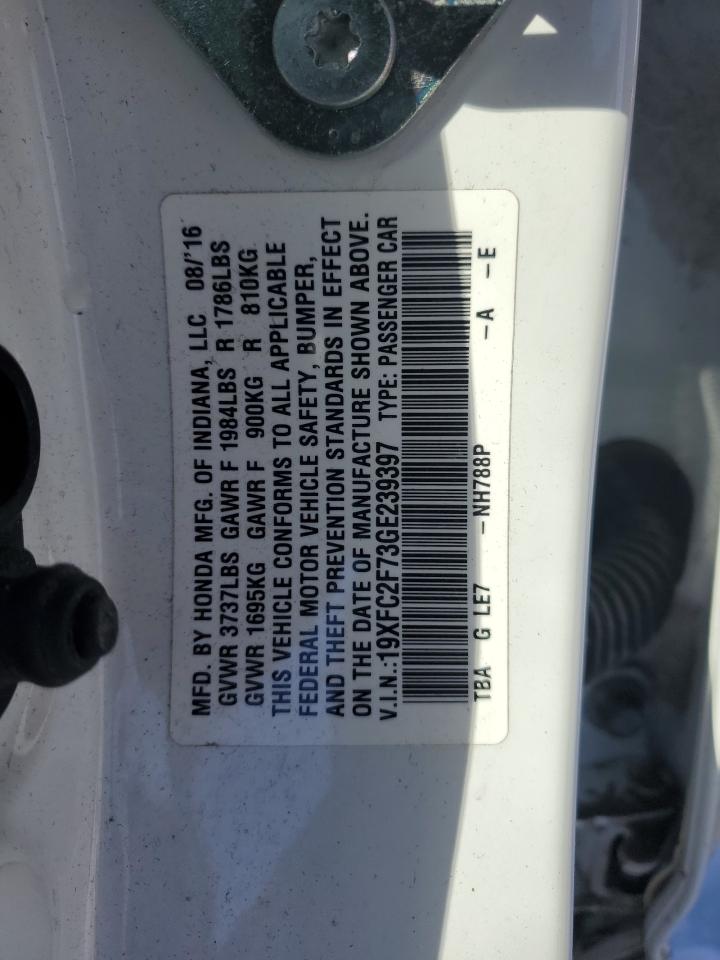 MFD. BY HONDA MFG. OF INDIANA, LLC 08/'16
GVWR 3737LBS GAWR F 1984LBS R 1786LBS
GVWR 1695KG GAWR F 900KG R 810KG
THIS VEHICLE CONFORMS TO ALL APPLICABLE
FEDERAL MOTOR VEHICLE SAFETY, BUMPER,
AND THEFT PREVENTION STANDARDS IN EFFECT
ON THE DATE OF MANUFACTURE SHOWN ABOVE.
V.I.N.:19XFC2F73GE239397 TYPE: PASSENGER CAR
TBA G LE7 -NH788P -A -E